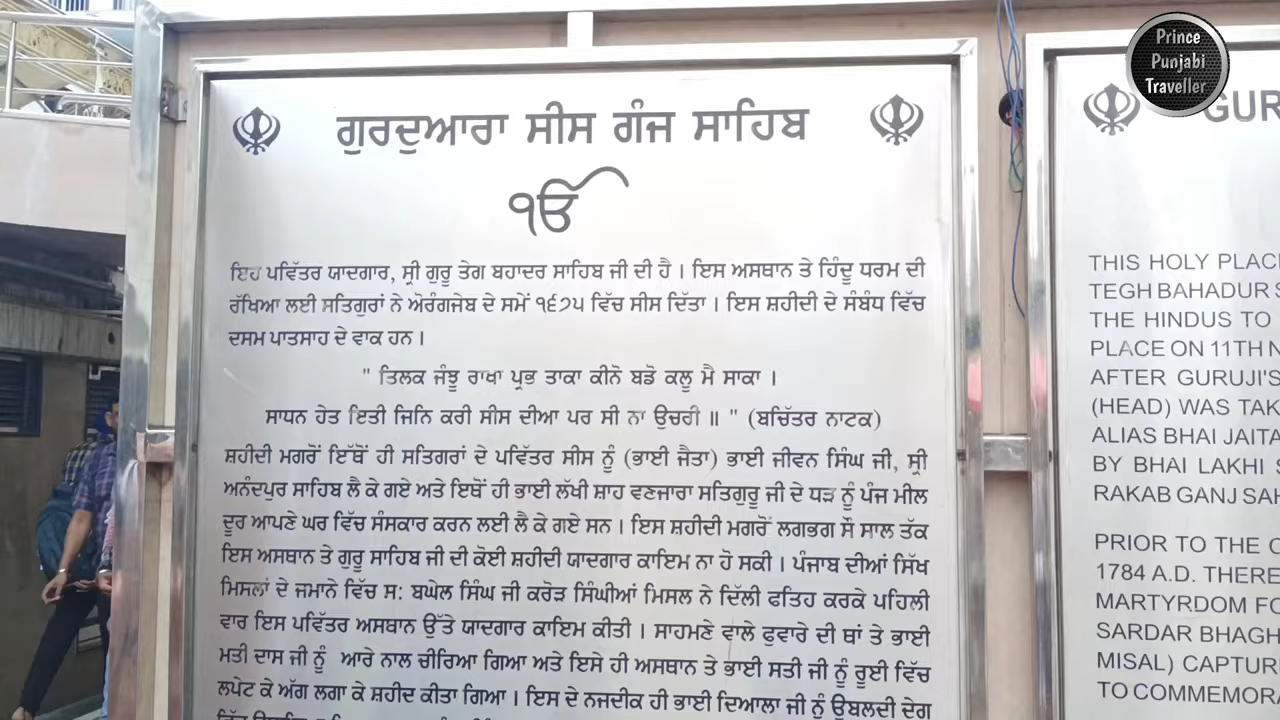 Prince
Punjabi
Traveller
ਗੁਰਦੁਆਰਾ ਸੀਸ ਗੰਜ ਸਾਹਿਬ
ੴ
ਇਹ ਪਵਿੱਤਰ ਯਾਦਗਾਰ, ਸ੍ਰੀ ਗੁਰੂ ਤੇਗ ਬਹਾਦਰ ਸਾਹਿਬ ਜੀ ਦੀ ਹੈ । ਇਸ ਅਸਥਾਨ ਤੇ ਹਿੰਦੂ ਧਰਮ ਦੀ
ਰੱਖਿਆ ਲਈ ਸਤਿਗੁਰਾਂ ਨੇ ਔਰੰਗਜੇਬ ਦੇ ਸਮੇਂ ੧੬੭੫ ਵਿੱਚ ਸੀਸ ਦਿੱਤਾ । ਇਸ ਸ਼ਹੀਦੀ ਦੇ ਸੰਬੰਧ ਵਿੱਚ
ਦਸਮ ਪਾਤਸਾਹ ਦੇ ਵਾਕ ਹਨ ।
" ਤਿਲਕ ਜੰਞੂ ਰਾਖਾ ਪ੍ਰਭ ਤਾਕਾ ਕੀਨੋ ਬਡੋ ਕਲੂ ਮੈ ਸਾਕਾ ।
ਸਾਧਨ ਹੇਤ ਇਤੀ ਜਿਨਿ ਕਰੀ ਸੀਸ ਦੀਆ ਪਰ ਸੀ ਨਾ ਉਚਰੀ ॥ " (ਬਚਿੱਤਰ ਨਾਟਕ)
ਸ਼ਹੀਦੀ ਮਗਰੋਂ ਇੱਥੋਂ ਹੀ ਸਤਿਗਰਾਂ ਦੇ ਪਵਿੱਤਰ ਸੀਸ ਨੂੰ (ਭਾਈ ਜੈਤਾ) ਭਾਈ ਜੀਵਨ ਸਿੰਘ ਜੀ, ਸ੍ਰੀ
ਅਨੰਦਪੁਰ ਸਾਹਿਬ ਲੈ ਕੇ ਗਏ ਅਤੇ ਇਥੋਂ ਹੀ ਭਾਈ ਲੱਖੀ ਸ਼ਾਹ ਵਣਜਾਰਾ ਸਤਿਗੁਰੂ ਜੀ ਦੇ ਧੜ ਨੂੰ ਪੰਜ ਮੀਲ
ਦੂਰ ਆਪਣੇ ਘਰ ਵਿੱਚ ਸੰਸਕਾਰ ਕਰਨ ਲਈ ਲੈ ਕੇ ਗਏ ਸਨ । ਇਸ ਸ਼ਹੀਦੀ ਮਗਰੋਂ ਲਗਭਗ ਸੌ ਸਾਲ ਤੱਕ
ਇਸ ਅਸਥਾਨ ਤੇ ਗੁਰੂ ਸਾਹਿਬ ਜੀ ਦੀ ਕੋਈ ਸ਼ਹੀਦੀ ਯਾਦਗਾਰ ਕਾਇਮ ਨਾ ਹੋ ਸਕੀ । ਪੰਜਾਬ ਦੀਆਂ ਸਿੱਖ
ਮਿਸਲਾਂ ਦੇ ਜਮਾਨੇ ਵਿੱਚ ਸ: ਬਘੇਲ ਸਿੰਘ ਜੀ ਕਰੋੜ ਸਿੰਘੀਆਂ ਮਿਸਲ ਨੇ ਦਿੱਲੀ ਫਤਿਹ ਕਰਕੇ ਪਹਿਲੀ
ਵਾਰ ਇਸ ਪਵਿੱਤਰ ਅਸਥਾਨ ਉੱਤੇ ਯਾਦਗਾਰ ਕਾਇਮ ਕੀਤੀ । ਸਾਹਮਣੇ ਵਾਲੇ ਫੁਵਾਰੇ ਦੀ ਥਾਂ ਤੇ ਭਾਈ
ਮਤੀ ਦਾਸ ਜੀ ਨੂੰ ਆਰੇ ਨਾਲ ਚੀਰਿਆ ਗਿਆ ਅਤੇ ਇਸੇ ਹੀ ਅਸਥਾਨ ਤੇ ਭਾਈ ਸਤੀ ਜੀ ਨੂੰ ਰੂਈ ਵਿੱਚ
ਲਪੇਟ ਕੇ ਅੱਗ ਲਗਾ ਕੇ ਸ਼ਹੀਦ ਕੀਤਾ ਗਿਆ । ਇਸ ਦੇ ਨਜਦੀਕ ਹੀ ਭਾਈ ਦਿਆਲਾ ਜੀ ਨੂੰ ਉਬਲਦੀ ਦੇਗ
GUR
THIS HOLY PLAC
TEGH BAHADUR S
THE HINDUS TO
PLACE ON 11TH N
AFTER GURUJI'S
(HEAD) WAS TAK
ALIAS BHAI JAITA
BY BHAI LAKHI S
RAKAB GANJ SAH
PRIOR TO THE C
1784 A.D. THERE
MARTYRDOM FO
SARDAR BHAGH
MISAL) CAPTUR
TO COMMEMORA